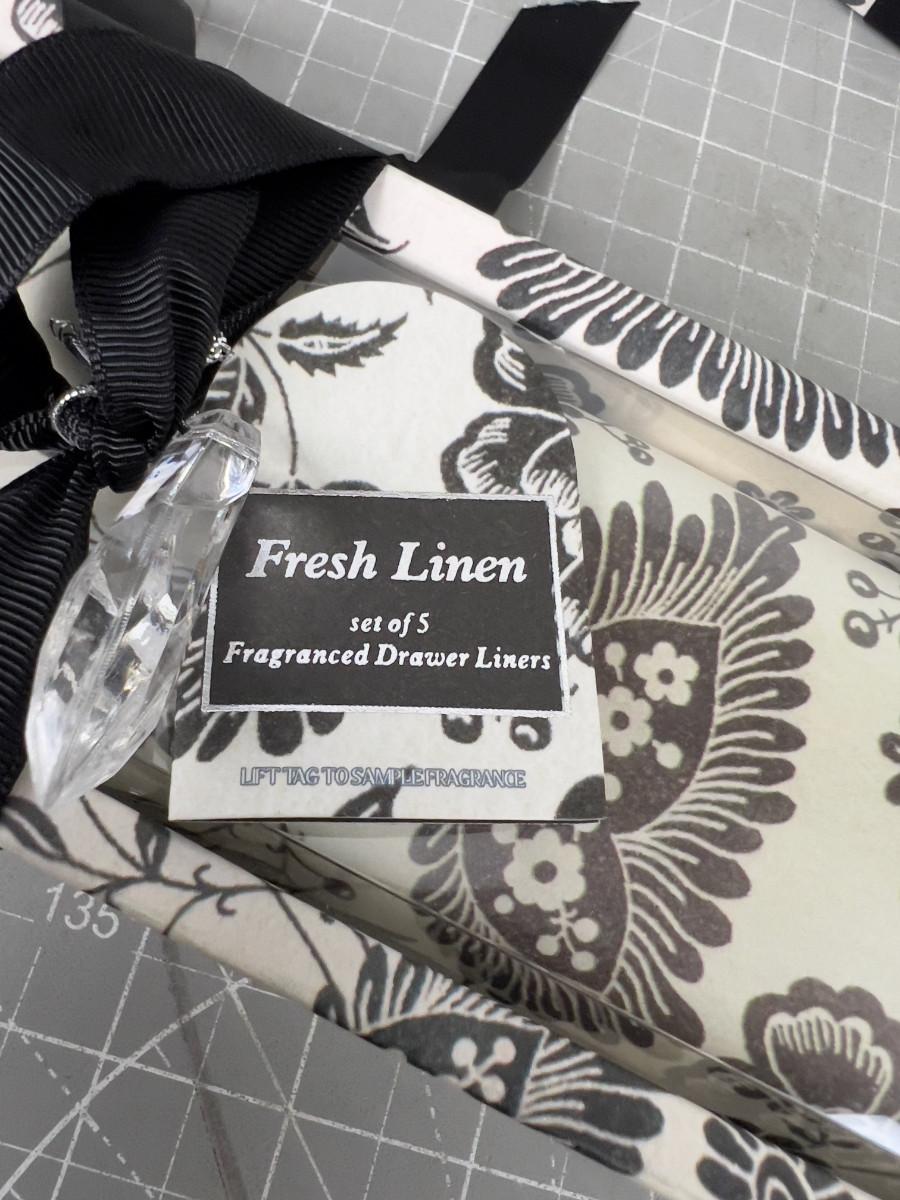 Fresh Linen
set of 5
Fragranced Drawer Liners
LIFT TAG TO SAMPLE FRAGRANCE
135